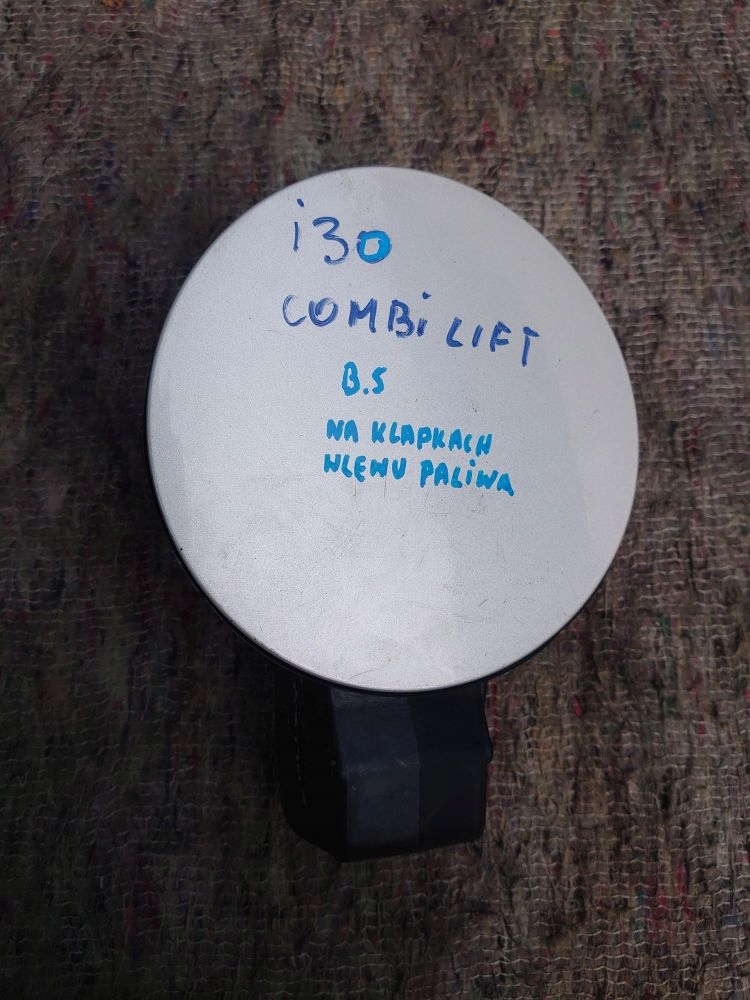 i30
COMBi LIFT
B.S
NA KLAPKACH
WLEWU PALiWA